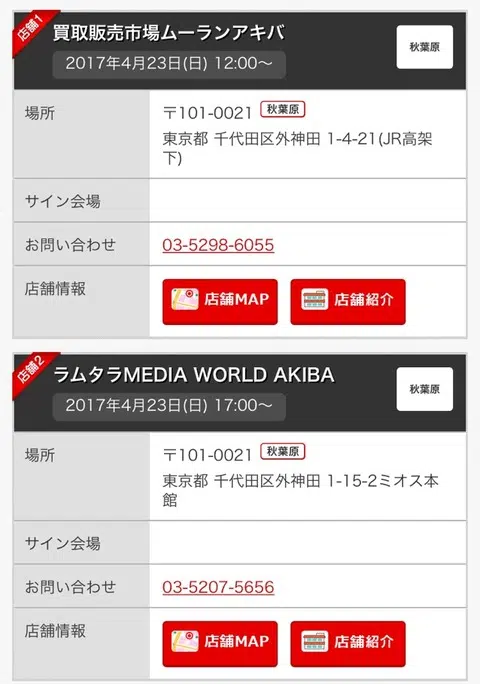 店舗1
買取販売市場ムーランアキバ
2017年4月23日(日) 12:00〜
秋葉原
場所
〒101-0021 秋葉原
東京都 千代田区外神田 1-4-21(JR高架
下)
サイン会場
お問い合わせ
03-5298-6055
店舗情報
店舗MAP
店舗紹介
店舗2
ラムタラMEDIA WORLD AKIBA
2017年4月23日(日) 17:00〜
秋葉原
場所
〒101-0021 秋葉原
東京都 千代田区外神田 1-15-2ミオス本
館
サイン会場
お問い合わせ
03-5207-5656
店舗情報
店舗MAP
店舗紹介